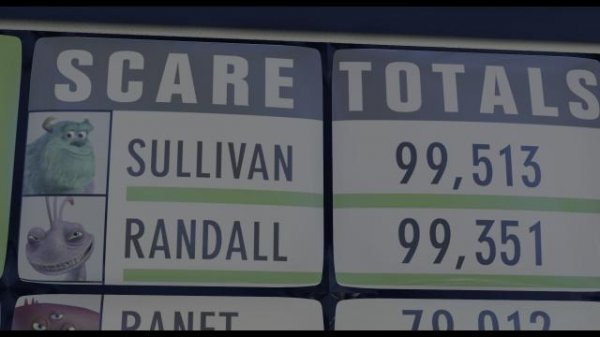 SCARE TOTALS
SULLIVAN 99,513
RANDALL 99,351